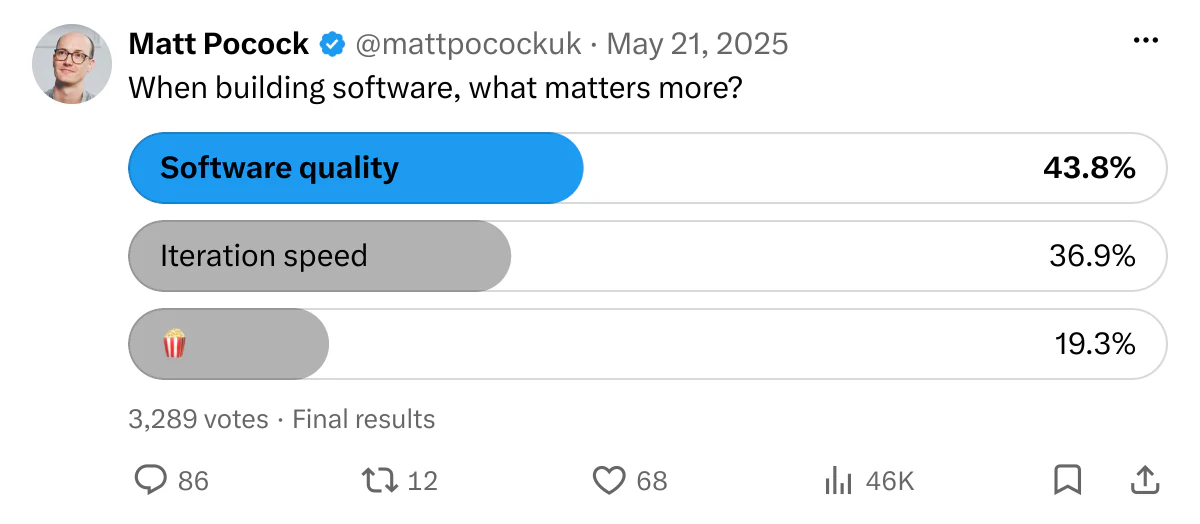 Matt Pocock @mattpocockuk · May 21, 2025
When building software, what matters more?
Software quality 43.8%
Iteration speed 36.9%
🍿 19.3%
3,289 votes · Final results
86 12 68 46K